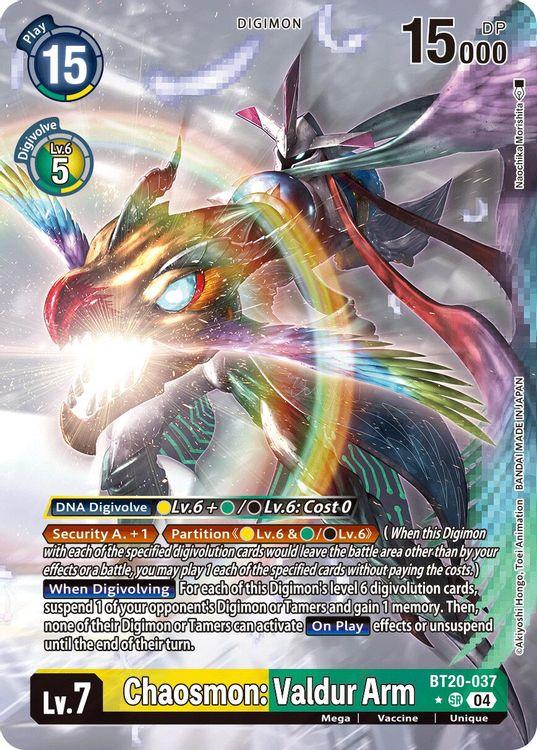 DIGIMON
Play
15
DP
15000
Digivolve
Lv.6
5
Naochika Morishita
DNA Digivolve Lv.6 + / Lv.6: Cost 0
Security A. +1 Partition《 Lv.6 & / Lv.6》 (When this Digimon
with each of the specified digivolution cards would leave the battle area other than by your
effects or a battle, you may play 1 each of the specified cards without paying the costs.)
When Digivolving For each of this Digimon's level 6 digivolution cards,
suspend 1 of your opponent's Digimon or Tamers and gain 1 memory. Then,
none of their Digimon or Tamers can activate On Play effects or unsuspend
until the end of their turn.
©Akiyoshi Hongo, Toei Animation BANDAI MADE IN JAPAN
Lv.7
Chaosmon: Valdur Arm
BT20-037
★ SR 04
Mega | Vaccine | Unique